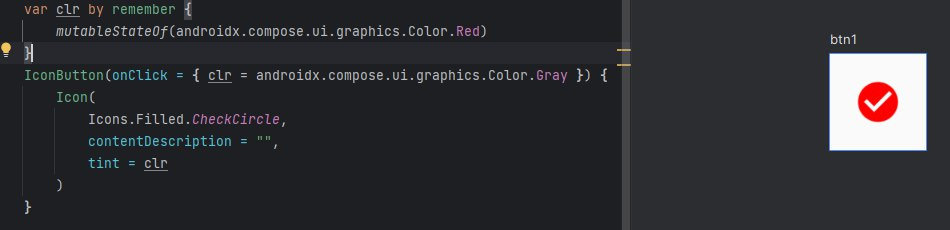 var clr by remember {
mutableStateOf(androidx.compose.ui.graphics.Color.Red)
}
IconButton(onClick = { clr = androidx.compose.ui.graphics.Color.Gray }) {
Icon(
Icons.Filled.CheckCircle,
contentDescription = "",
tint = clr
)
}
btn1